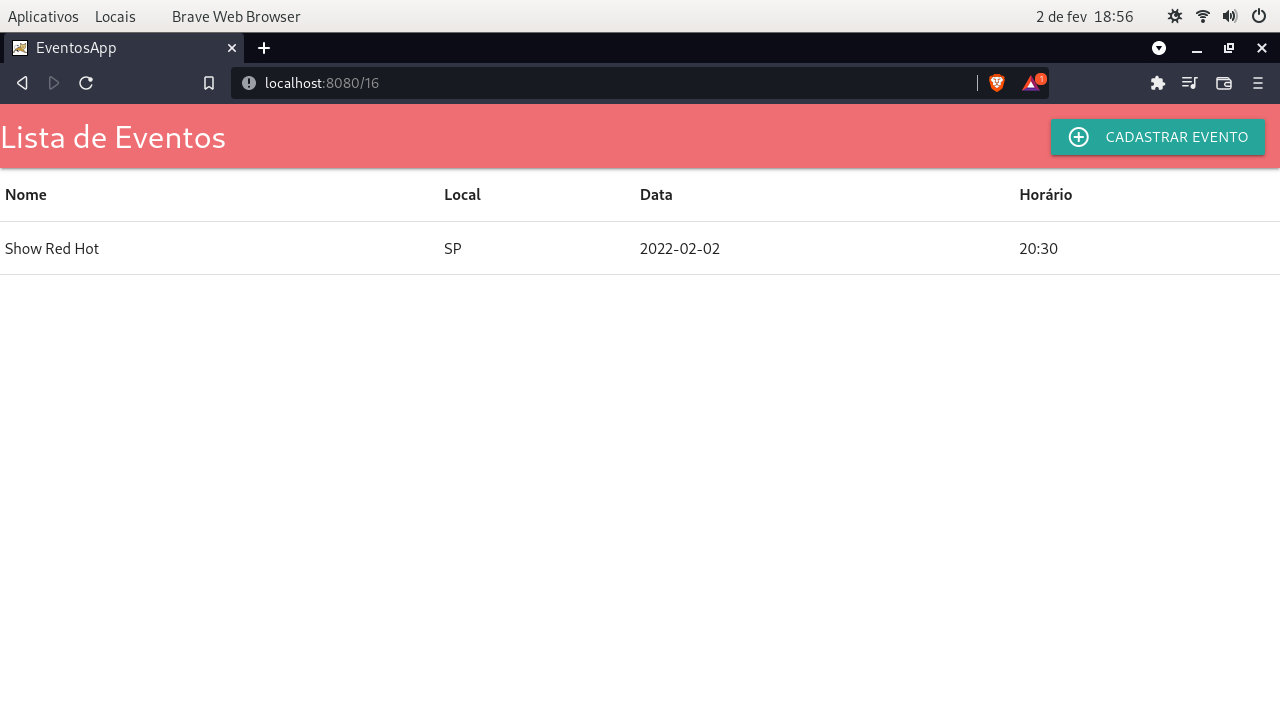 Aplicativos Locais Brave Web Browser 2 de fev 18:56
EventosApp
localhost:8080/16 1
Lista de Eventos CADASTRAR EVENTO
Nome Local Data Horário
Show Red Hot SP 2022-02-02 20:30